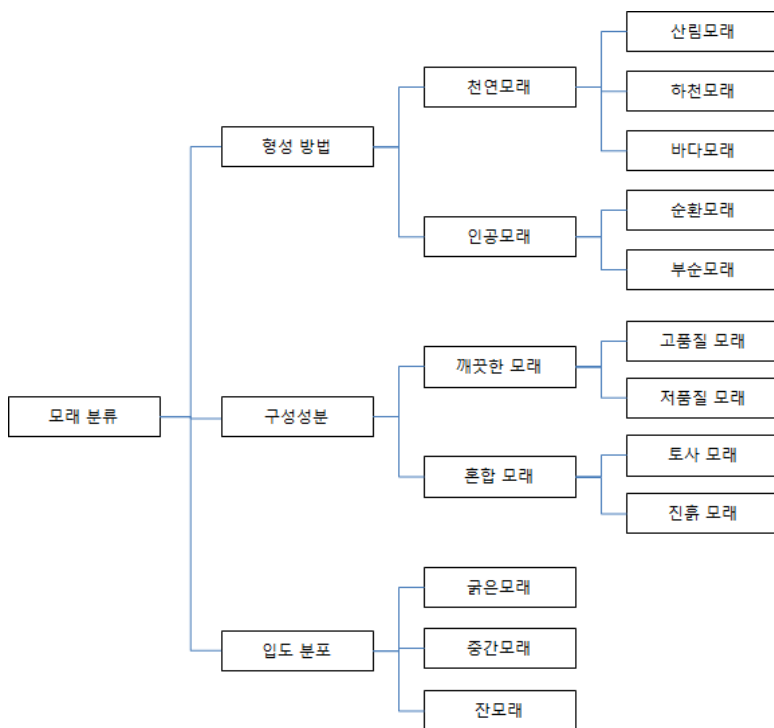 산림모래
천연모래
하천모래
형성 방법
바다모래
순환모래
인공모래
부순모래
고품질 모래
깨끗한 모래
저품질 모래
모래 분류
구성성분
토사 모래
혼합 모래
진흙 모래
굵은모래
입도 분포
중간모래
잔모래